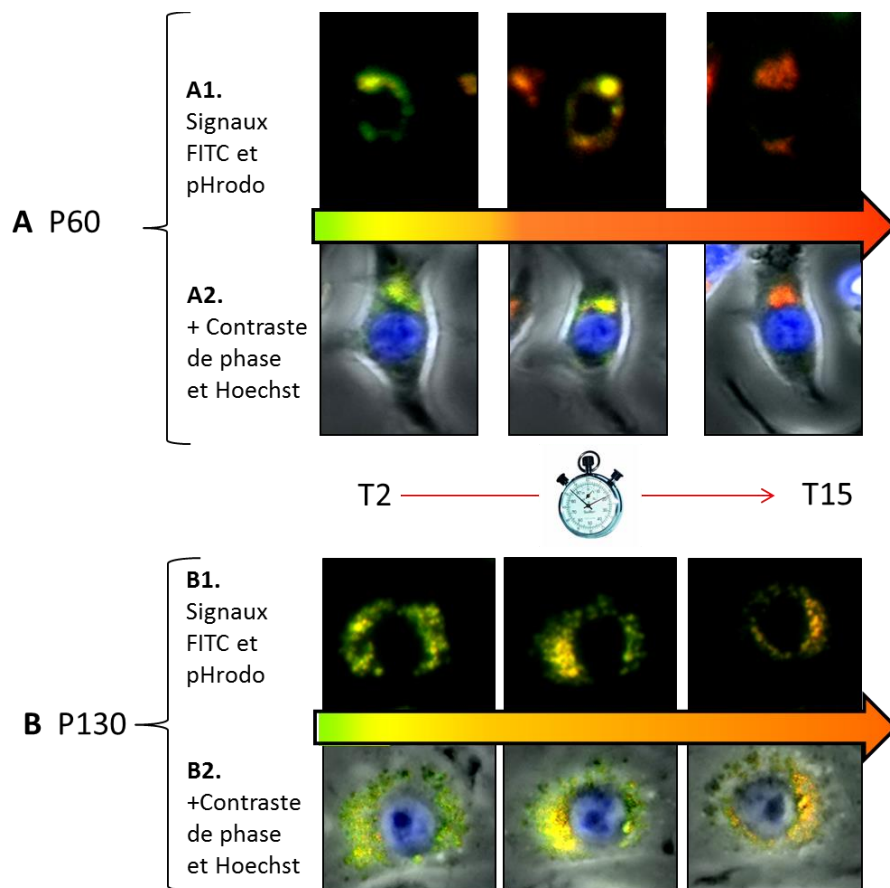 A1.
Signaux
FITC et
pHrodo
A P60
A2.
+ Contraste
de phase
et Hoechst
T2
T15
B1.
Signaux
FITC et
pHrodo
B P130
B2.
+Contraste
de phase
et Hoechst